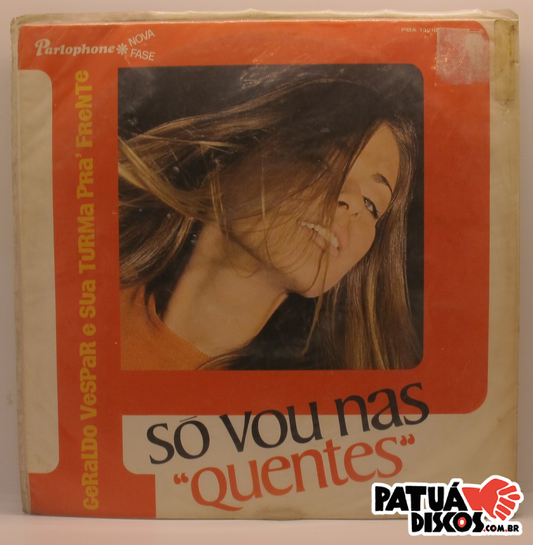 Parlophone
NOVA
FASE
GeRaLDO VeSPaR e SUa TURMa PRa' FReNTe
SÓ VOU nas
"QUENTES"
PATUÁ
DISCOS.COM.BR